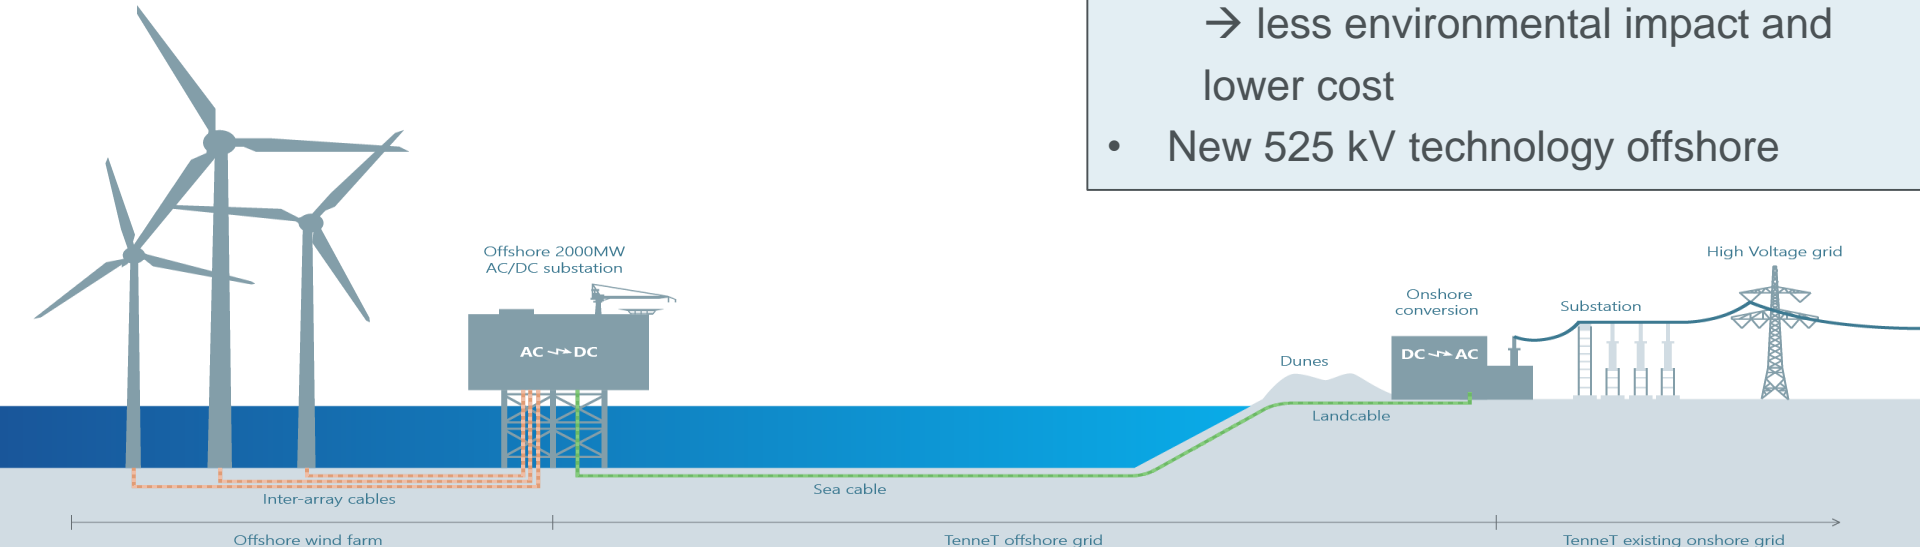 → less environmental impact and
lower cost
• New 525 kV technology offshore
Offshore 2000MW
AC/DC substation
High Voltage grid
Onshore
conversion
Substation
AC DC
DC AC
Dunes
Landcable
Inter-array cables
Sea cable
Offshore wind farm
TenneT offshore grid
TenneT existing onshore grid